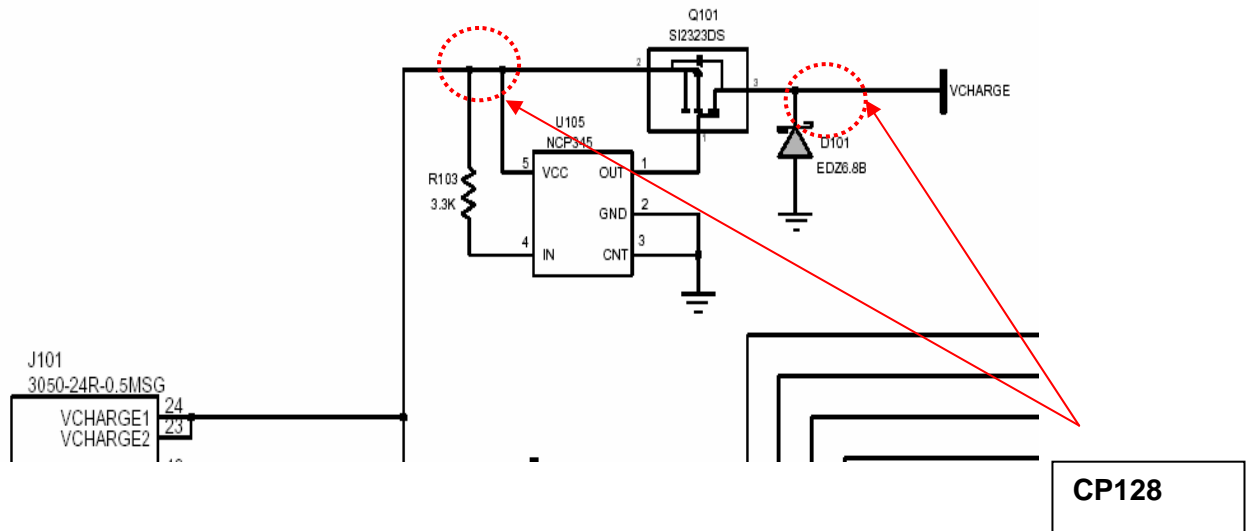 Q101
SI2323DS
2
3
VCHARGE
1
U105
NCP345
D101
EDZ6.8B
5 VCC OUT 1
R103
3.3K
GND 2
4 IN CNT 3
J101
3050-24R-0.5MSG
VCHARGE1 24
VCHARGE2 23
CP128